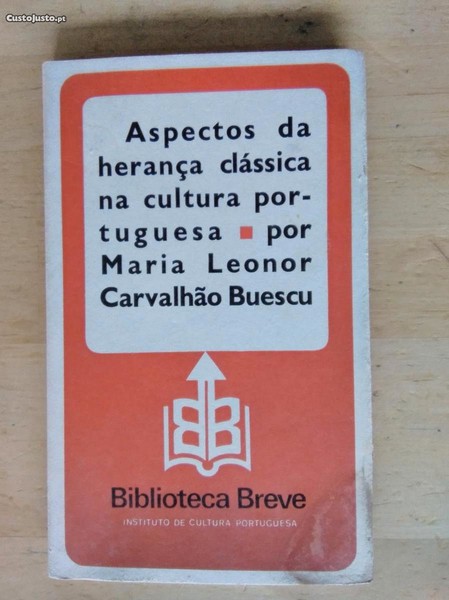 CustoJusto.pt
Aspectos da
herança clássica
na cultura por-
tuguesa ■ por
Maria Leonor
Carvalhão Buescu
BB
Biblioteca Breve
INSTITUTO DE CULTURA PORTUGUESA